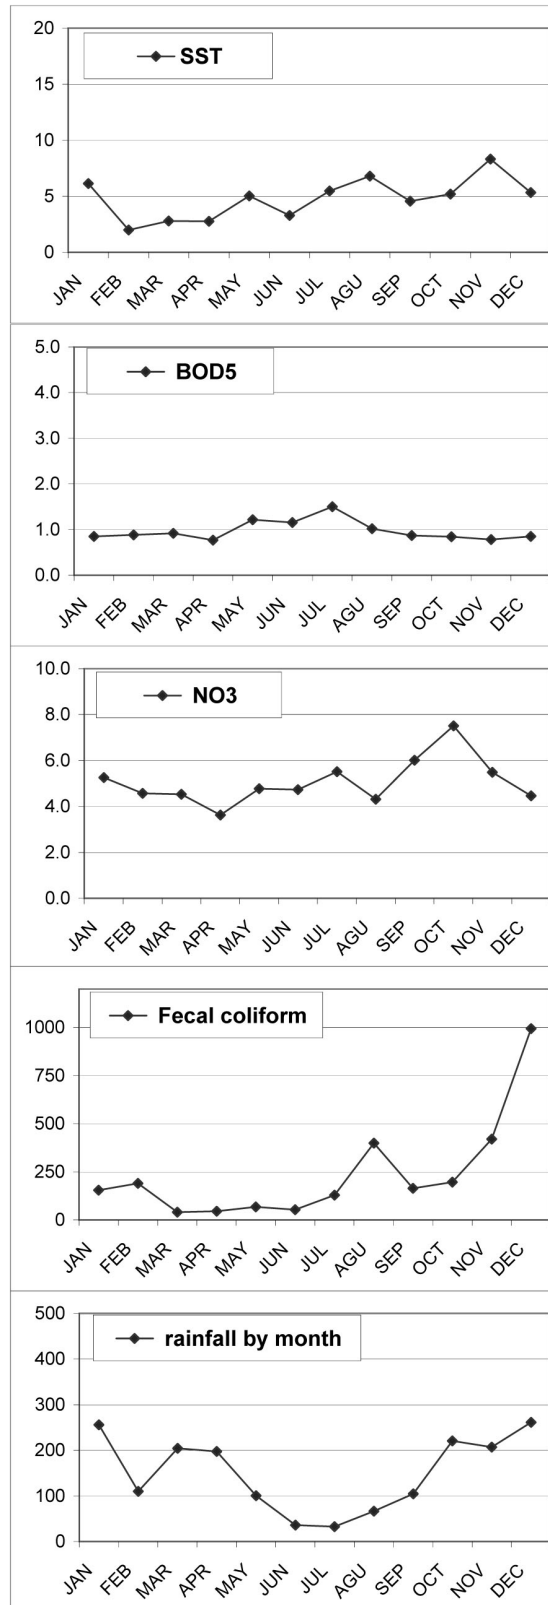 SST
20
15
10
5
0
JAN FEB MAR APR MAY JUN JUL AGU SEP OCT NOV DEC
BOD5
5.0
4.0
3.0
2.0
1.0
0.0
JAN FEB MAR APR MAY JUN JUL AGU SEP OCT NOV DEC
NO3
10.0
8.0
6.0
4.0
2.0
0.0
JAN FEB MAR APR MAY JUN JUL AGU SEP OCT NOV DEC
Fecal coliform
1000
750
500
250
0
JAN FEB MAR APR MAY JUN JUL AGU SEP OCT NOV DEC
rainfall by month
500
400
300
200
100
0
JAN FEB MAR APR MAY JUN JUL AGU SEP OCT NOV DEC